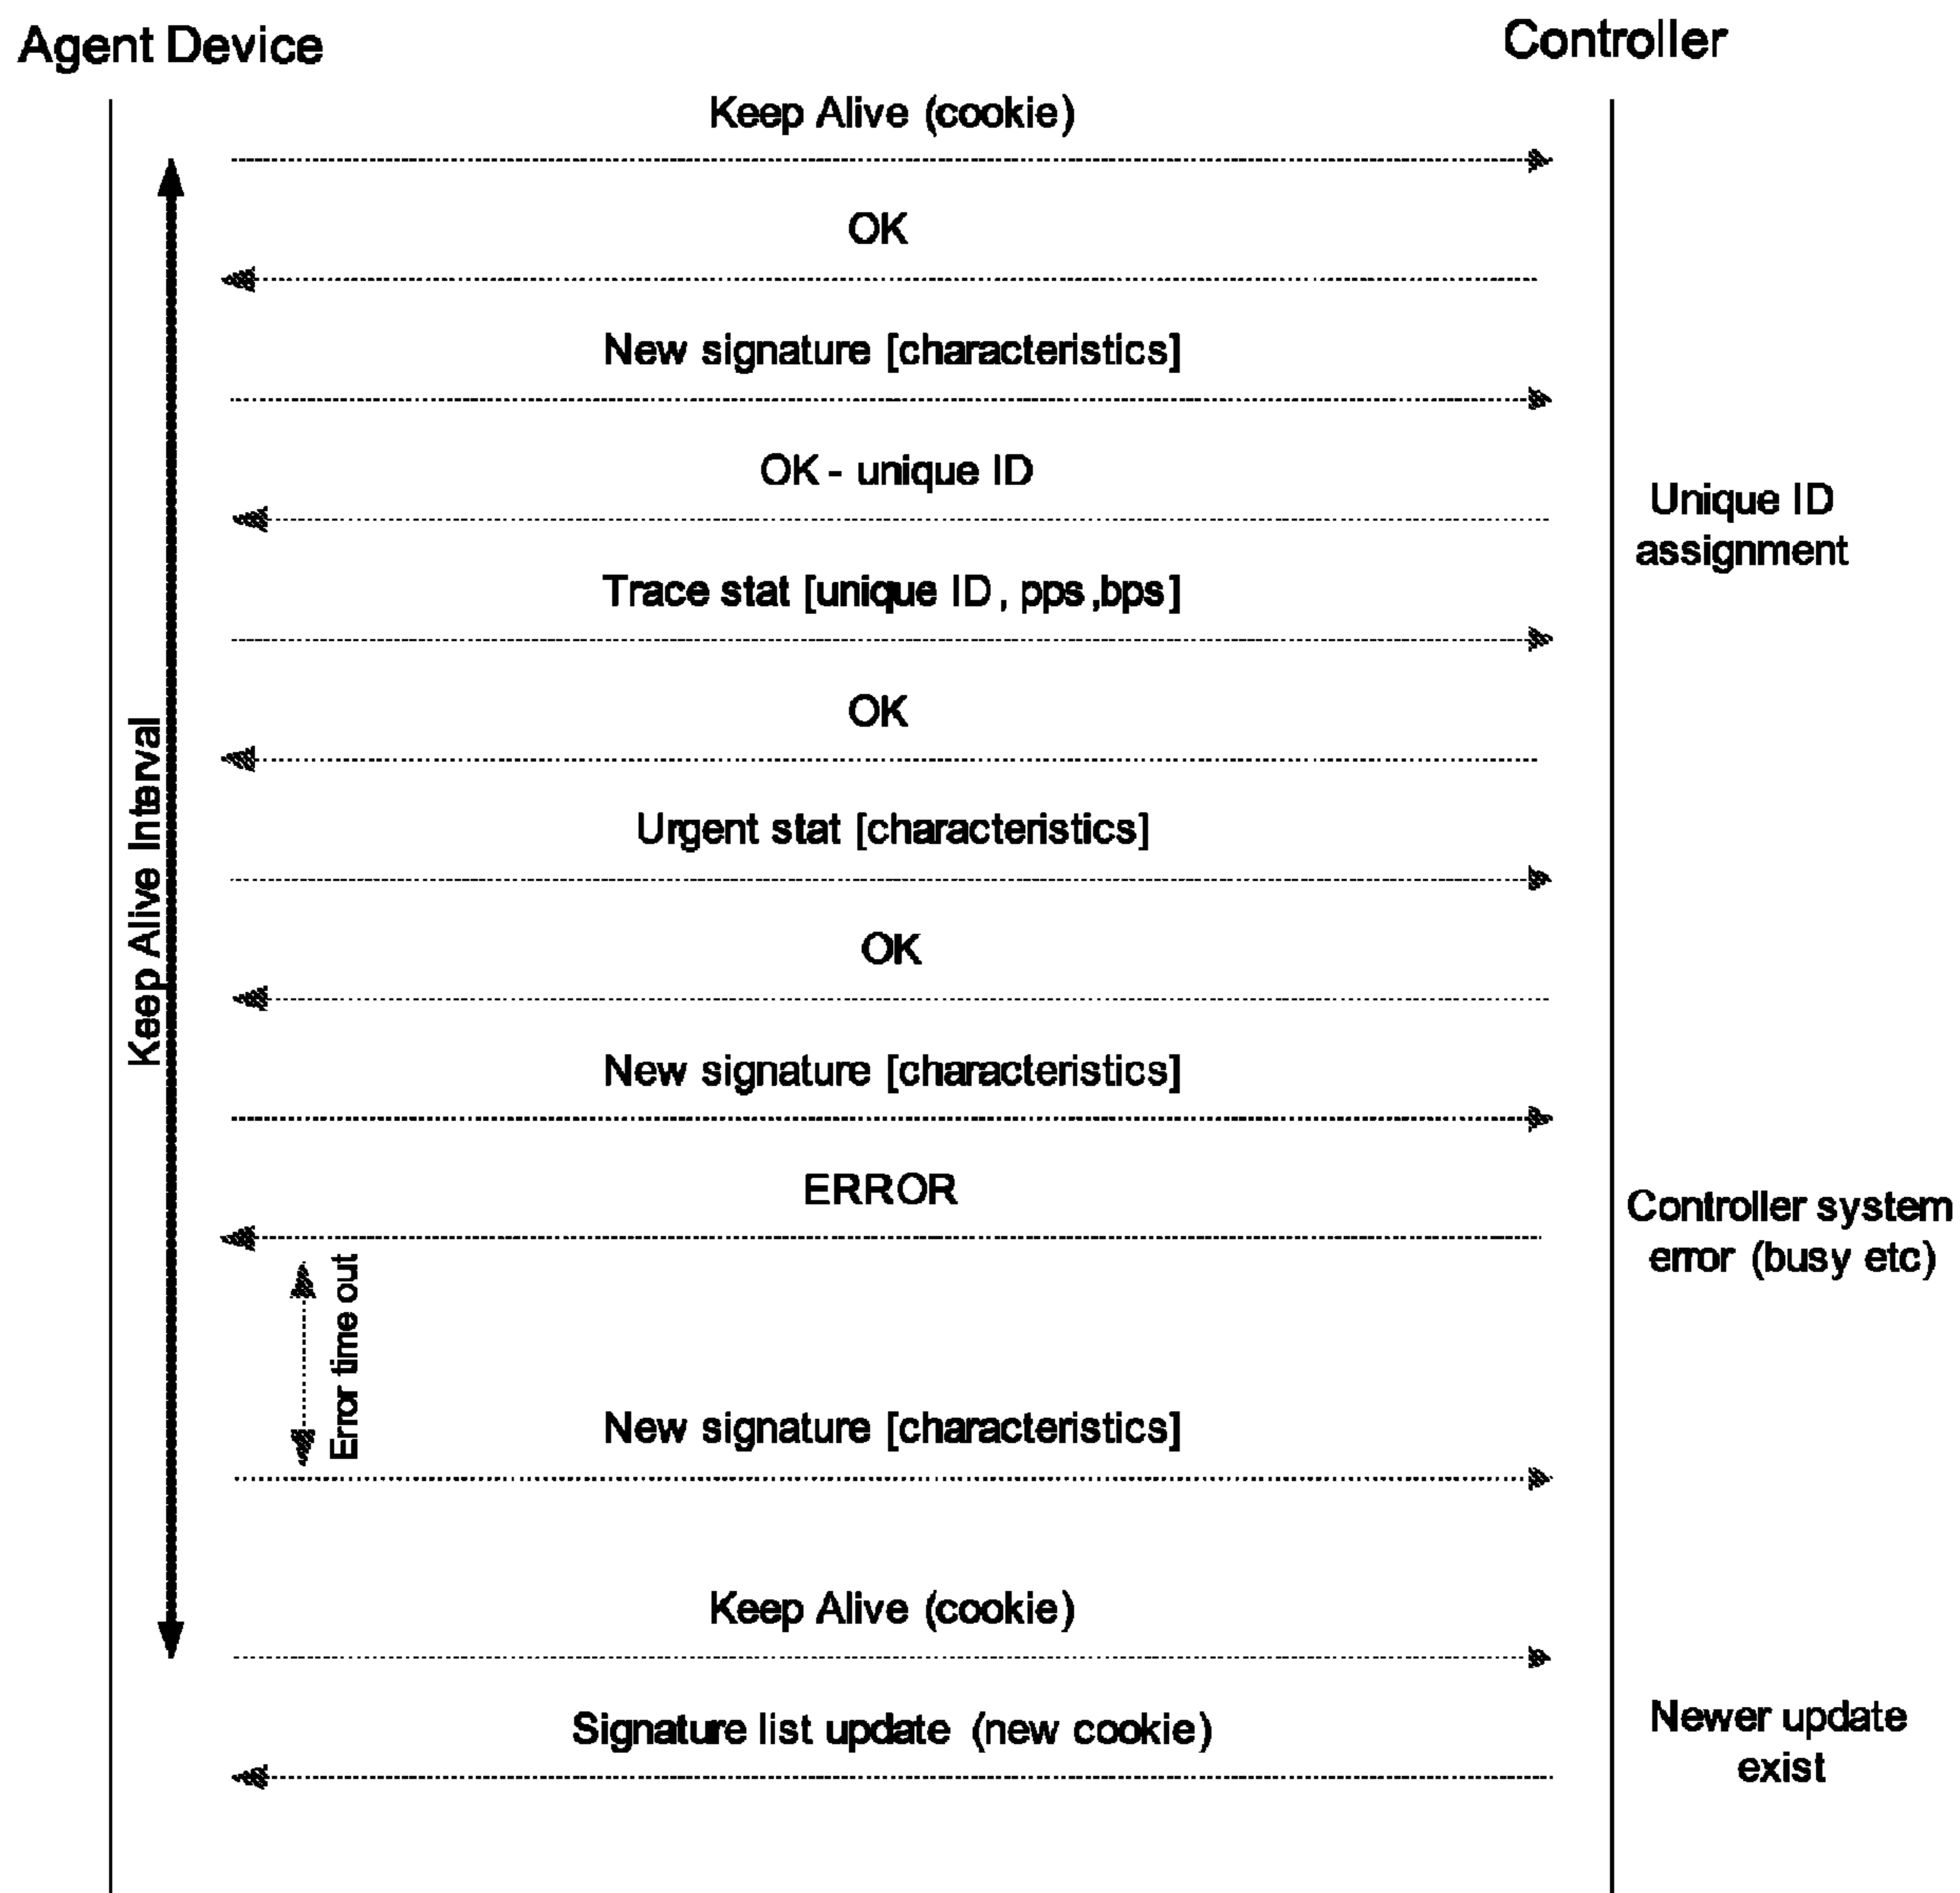 Agent Device
Controller
Keep Alive (cookie)
OK
New signature [characteristics]
OK - unique ID
Unique ID
assignment
Trace stat [unique ID, pps,bps]
OK
Urgent stat [characteristics]
Keep Alive Interval
OK
New signature [characteristics]
ERROR
Controller system
error (busy etc)
Error time out
New signature [characteristics]
Keep Alive (cookie)
Signature list update (new cookie)
Newer update
exist